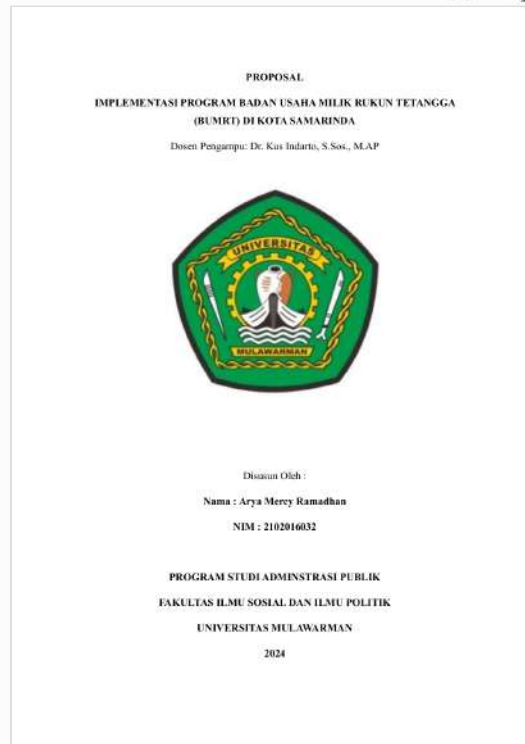 PROPOSAL
IMPLEMENTASI PROGRAM BADAN USAHA MILIK RUKUN TETANGGA
(BUMRT) DI KOTA SAMARINDA
Dosen Pengampu: Dr. Kus Indarto, S.Sos., M.AP
UNIVERSITAS
MULAWARMAN
Disusun Oleh :
Nama : Arya Mercy Ramadhan
NIM : 2102016032
PROGRAM STUDI ADMINSTRASI PUBLIK
FAKULTAS ILMU SOSIAL DAN ILMU POLITIK
UNIVERSITAS MULAWARMAN
2024